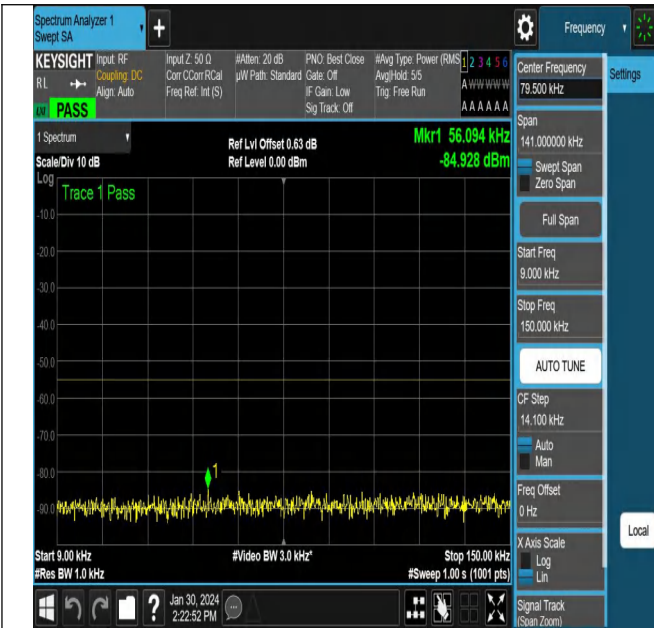 Spectrum Analyzer 1
Swept SA
Frequency
KEYSIGHT
RL
PASS
Input: RF
Coupling: DC
Align: Auto
Input Z: 50 Ω
Corr CCorr RCal
Freq Ref: Int (S)
#Atten: 20 dB
µW Path: Standard
PNO: Best Close
Gate: Off
IF Gain: Low
Sig Track: Off
#Avg Type: Power (RMS
Avg|Hold: 5/5
Trig: Free Run
1 2 3 4 5 6
A W W W W W
A A A A A A
1 Spectrum
Scale/Div 10 dB
Ref Lvl Offset 0.63 dB
Ref Level 0.00 dBm
Mkr1 56.094 kHz
-84.928 dBm
Log
Trace 1 Pass
-10.0
-20.0
-30.0
-40.0
-50.0
-60.0
-70.0
-80.0
-90.0
1
Start 9.00 kHz
#Res BW 1.0 kHz
#Video BW 3.0 kHz*
Stop 150.00 kHz
#Sweep 1.00 s (1001 pts)
Jan 30, 2024
2:22:52 PM
Center Frequency
79.500 kHz
Settings
Span
141.000000 kHz
Swept Span
Zero Span
Full Span
Start Freq
9.000 kHz
Stop Freq
150.000 kHz
AUTO TUNE
CF Step
14.100 kHz
Auto
Man
Freq Offset
0 Hz
Local
X Axis Scale
Log
Lin
Signal Track
(Span Zoom)